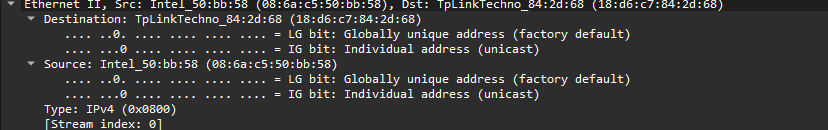 Ethernet II, Src: Intel_50:bb:58 (08:6a:c5:50:bb:58), Dst: TpLinkTechno_84:2d:68 (18:d6:c7:84:2d:68)
Destination: TpLinkTechno_84:2d:68 (18:d6:c7:84:2d:68)
.... ..0. .... .... .... .... = LG bit: Globally unique address (factory default)
.... ...0 .... .... .... .... = IG bit: Individual address (unicast)
Source: Intel_50:bb:58 (08:6a:c5:50:bb:58)
.... ..0. .... .... .... .... = LG bit: Globally unique address (factory default)
.... ...0 .... .... .... .... = IG bit: Individual address (unicast)
Type: IPv4 (0x0800)
[Stream index: 0]